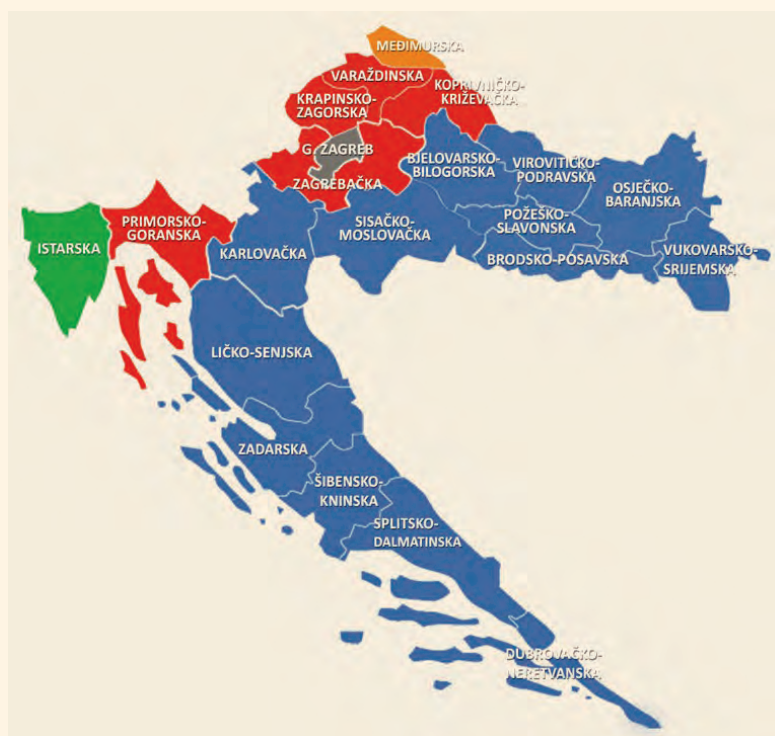 MEĐIMURSKA
VARAŽDINSKA
KRAPINSKO-
ZAGORSKA
KOPRIVNIČKO-
KRIŽEVAČKA
G. ZAGREB
ZAGREBAČKA
BJELOVARSKO-
BILOGORSKA
VIROVITIČKO-
PODRAVSKA
OSJEČKO-
BARANJSKA
ISTARSKA
PRIMORSKO-
GORANSKA
KARLOVAČKA
SISAČKO-
MOSLOVAČKA
POŽEŠKO-
SLAVONSKA
BRODSKO-POSAVSKA
VUKOVARSKO-
SRIJEMSKA
LIČKO-SENJSKA
ZADARSKA
ŠIBENSKO-
KNINSKA
SPLITSKO-
DALMATINSKA
DUBROVAČKO-
NERETVANSKA